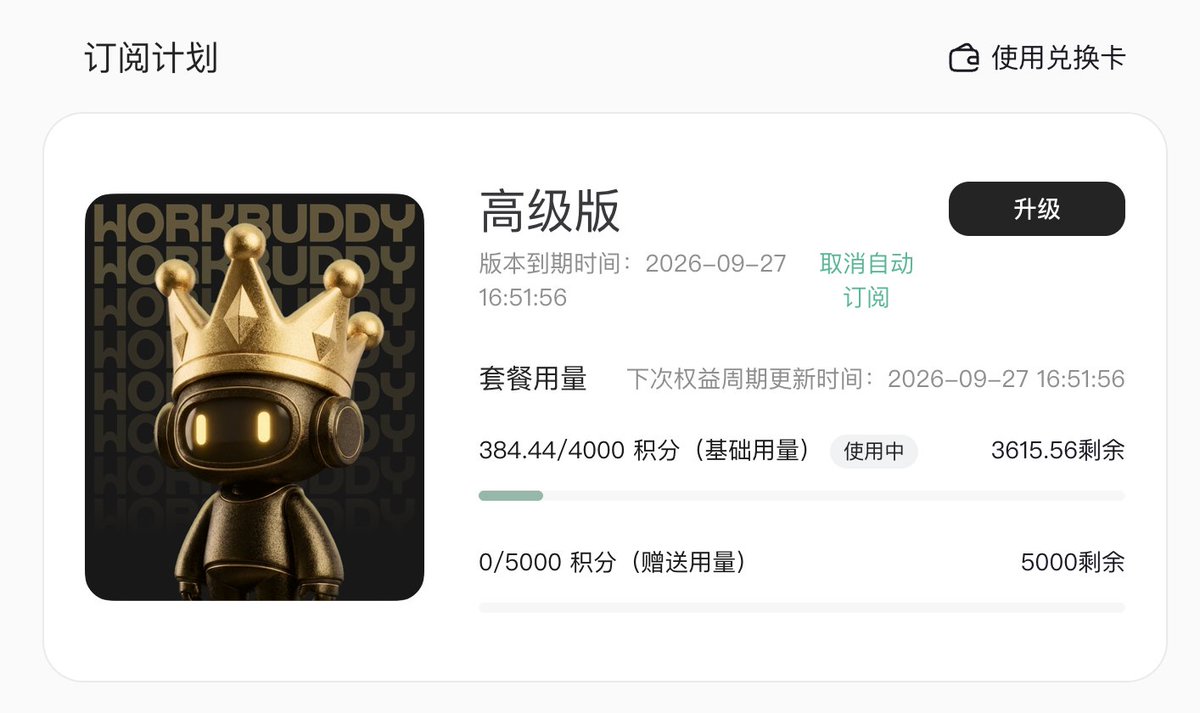 订阅计划
使用兑换卡
WORKBUDDY
WORKBUDDY
高级版
升级
版本到期时间：2026-09-27 16:51:56
取消自动订阅
套餐用量
下次权益周期更新时间：2026-09-27 16:51:56
384.44/4000 积分（基础用量）
使用中
3615.56剩余
0/5000 积分（赠送用量）
5000剩余